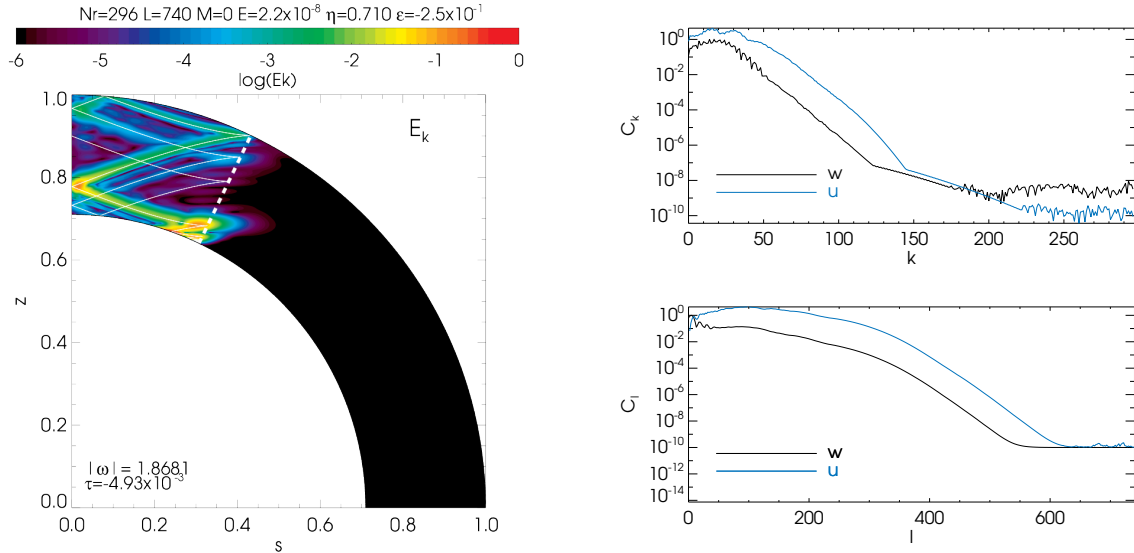 Nr=296 L=740 M=0 E=2.2x10⁻⁸ η=0.710 ε=-2.5x10⁻¹
-6 -5 -4 -3 -2 -1 0
log(Ek)
E_k
z
1.0
0.8
0.6
0.4
0.2
0.0
|ω| = 1.8681
τ=-4.93x10⁻³
0.0 0.2 0.4 0.6 0.8 1.0
s
C_k
10⁰
10⁻²
10⁻⁴
10⁻⁶
10⁻⁸
10⁻¹⁰
w
u
0 50 100 150 200 250
k
C_l
10⁰
10⁻²
10⁻⁴
10⁻⁶
10⁻⁸
10⁻¹⁰
10⁻¹²
10⁻¹⁴
w
u
0 200 400 600
l